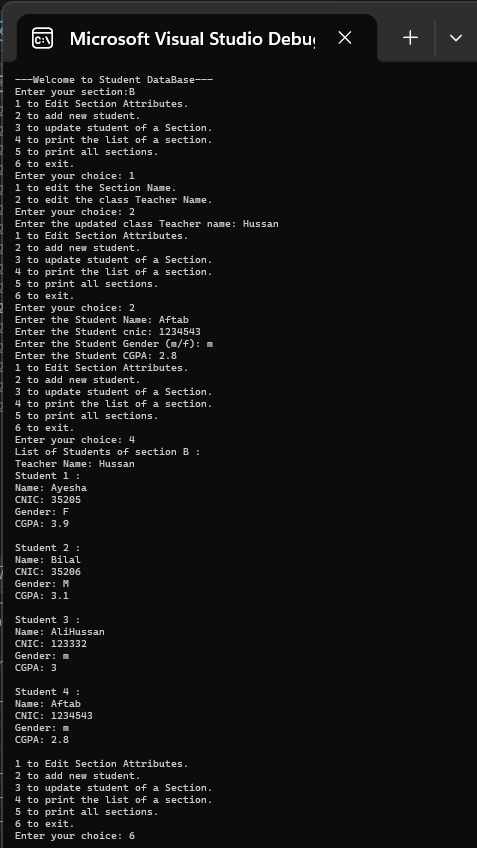 Microsoft Visual Studio Debug
---Welcome to Student DataBase---
Enter your section:B
1 to Edit Section Attributes.
2 to add new student.
3 to update student of a Section.
4 to print the list of a section.
5 to print all sections.
6 to exit.
Enter your choice: 1
1 to edit the Section Name.
2 to edit the class Teacher Name.
Enter your choice: 2
Enter the updated class Teacher name: Hussan
1 to Edit Section Attributes.
2 to add new student.
3 to update student of a Section.
4 to print the list of a section.
5 to print all sections.
6 to exit.
Enter your choice: 2
Enter the Student Name: Aftab
Enter the Student cnic: 1234543
Enter the Student Gender (m/f): m
Enter the Student CGPA: 2.8
1 to Edit Section Attributes.
2 to add new student.
3 to update student of a Section.
4 to print the list of a section.
5 to print all sections.
6 to exit.
Enter your choice: 4
List of Students of section B :
Teacher Name: Hussan
Student 1 :
Name: Ayesha
CNIC: 35205
Gender: F
CGPA: 3.9
Student 2 :
Name: Bilal
CNIC: 35206
Gender: M
CGPA: 3.1
Student 3 :
Name: AliHussan
CNIC: 123332
Gender: m
CGPA: 3
Student 4 :
Name: Aftab
CNIC: 1234543
Gender: m
CGPA: 2.8
1 to Edit Section Attributes.
2 to add new student.
3 to update student of a Section.
4 to print the list of a section.
5 to print all sections.
6 to exit.
Enter your choice: 6